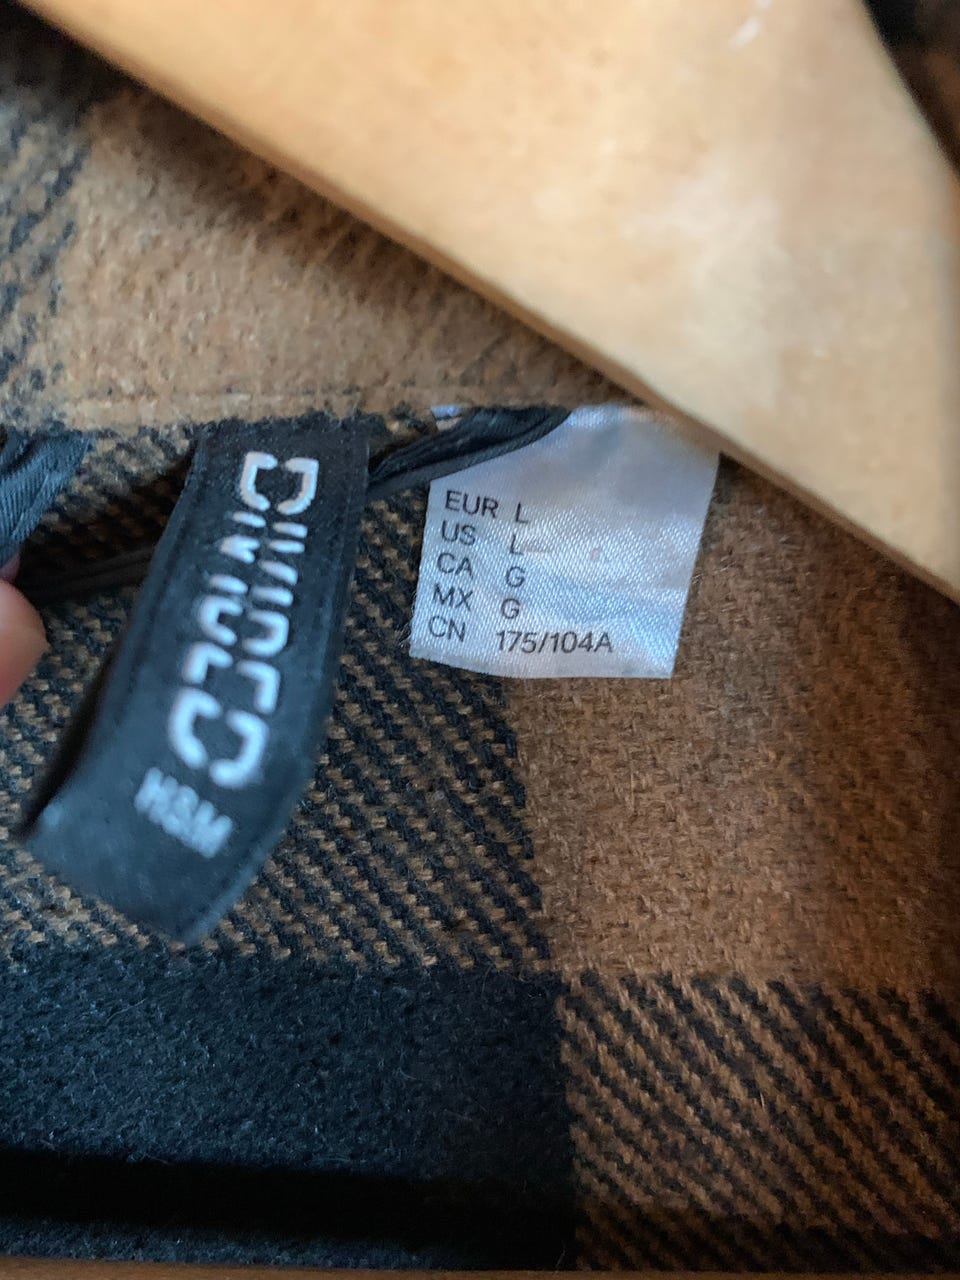 DIVIDED
H&M
EUR L
US L
CA G
MX G
CN 175/104A